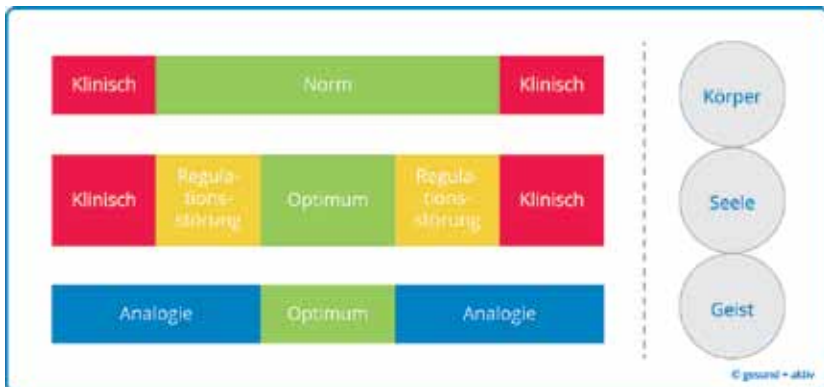 Klinisch Norm Klinisch
Körper
Klinisch Regula-
tions-
störung Optimum Regula-
tions-
störung Klinisch
Seele
Analogie Optimum Analogie
Geist
© gesund + aktiv